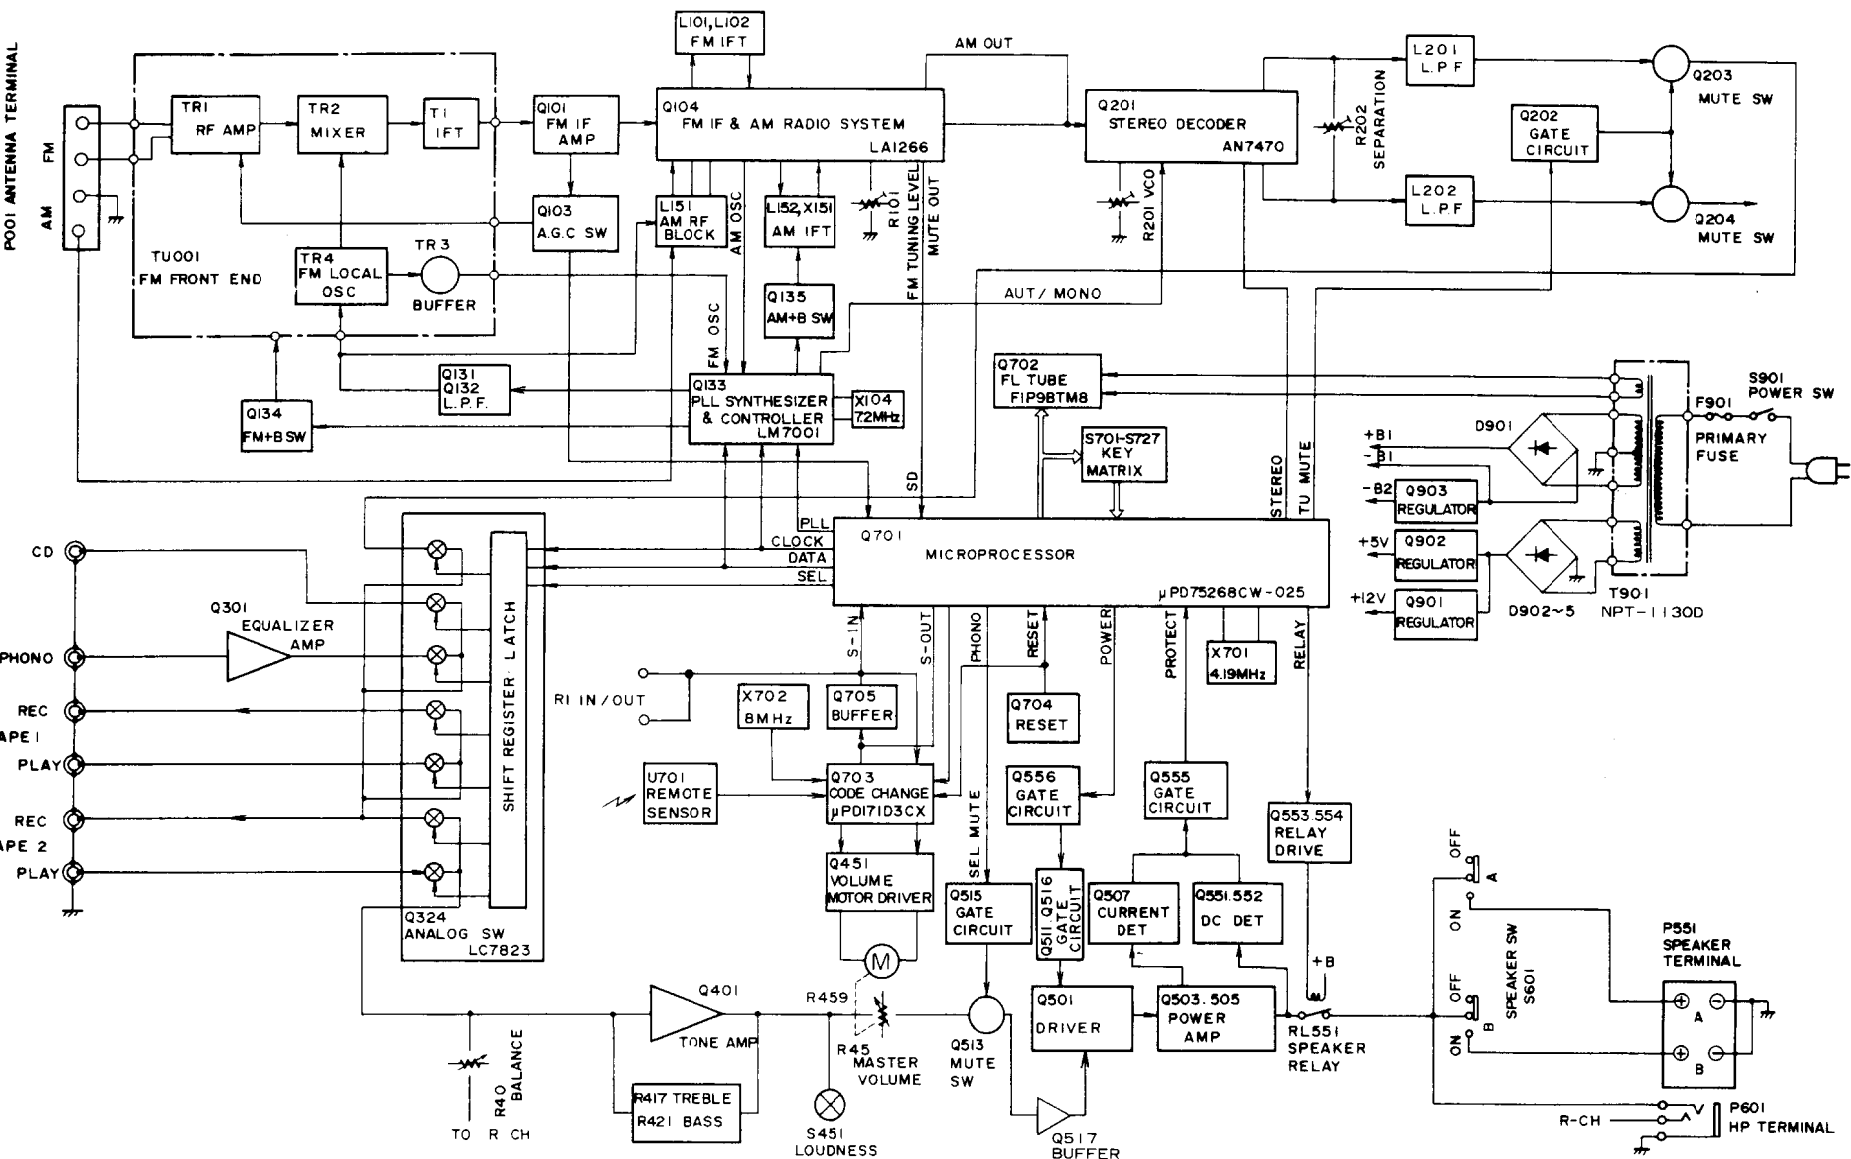 P001 ANTENNA TERMINAL
FM
AM
TR1
RF AMP
TR2
MIXER
T1
IFT
TU001
FM FRONT END
TR4
FM LOCAL
OSC
TR3
BUFFER
Q101
FM IF
AMP
Q103
A.G.C SW
L101,L102
FM IFT
Q104
FM IF & AM RADIO SYSTEM
LA1266
AM OUT
L151
AM RF
BLOCK
AM OSC
L152,X151
AM IFT
R101
FM TUNING LEVEL
MUTE OUT
Q135
AM+B SW
FM OSC
Q131
Q132
L.P.F.
Q133
PLL SYNTHESIZER
& CONTROLLER
LM7001
X104
7.2MHz
Q134
FM+B SW
Q201
STEREO DECODER
AN7470
R201 VCO
AUT/ MONO
R202
SEPARATION
L201
L.P.F
L202
L.P.F
Q202
GATE
CIRCUIT
Q203
MUTE SW
Q204
MUTE SW
Q702
FL TUBE
FIP9BTM8
S701-S727
KEY
MATRIX
SD
STEREO
TU MUTE
Q701
MICROPROCESSOR
µPD75268CW-025
PLL
CLOCK
DATA
SEL
S901
POWER SW
F901
PRIMARY
FUSE
D901
+B1
-B1
-B2
Q903
REGULATOR
+5V
Q902
REGULATOR
+12V
Q901
REGULATOR
D902~5
T901
NPT-1130D
CD
PHONO
REC
APE 1
PLAY
REC
APE 2
PLAY
Q301
EQUALIZER
AMP
SHIFT REGISTER · LATCH
Q324
ANALOG SW
LC7823
S-IN
S-OUT
PHONO
RESET
POWER
PROTECT
RELAY
X701
4.19MHz
RI IN/OUT
X702
8MHz
Q705
BUFFER
Q704
RESET
U701
REMOTE
SENSOR
Q703
CODE CHANGE
µPD171D3CX
Q451
VOLUME
MOTOR DRIVER
M
SEL MUTE
Q556
GATE
CIRCUIT
Q555
GATE
CIRCUIT
Q553.554
RELAY
DRIVE
Q515
GATE
CIRCUIT
Q511.Q516
GATE
CIRCUIT
Q507
CURRENT
DET
Q551.552
DC DET
+B
R40
BALANCE
TO R CH
Q401
TONE AMP
R417 TREBLE
R421 BASS
S451
LOUDNESS
R459
R45
MASTER
VOLUME
Q513
MUTE
SW
Q517
BUFFER
Q501
DRIVER
Q503.505
POWER
AMP
RL551
SPEAKER
RELAY
OFF
A
ON
OFF
B
ON
SPEAKER SW
S601
P551
SPEAKER
TERMINAL
+ -
A
+ -
B
R-CH
P601
HP TERMINAL